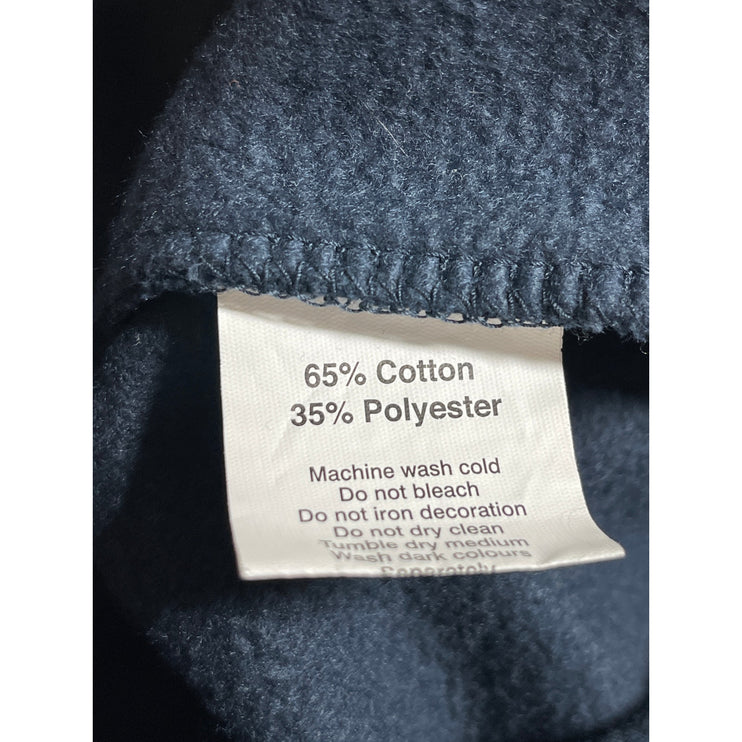 65% Cotton
35% Polyester
Machine wash cold
Do not bleach
Do not iron decoration
Do not dry clean
Tumble dry medium
Wash dark colours
Separately